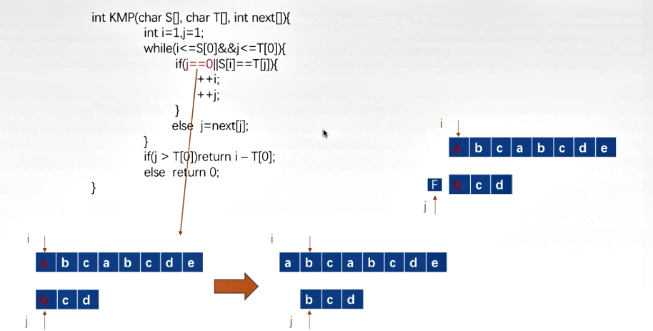 int KMP(char S[], char T[], int next[]){
int i=1,j=1;
while(i<=S[0]&&j<=T[0]){
if(j==0||S[i]==T[j]){
++i;
++j;
}
else j=next[j];
}
if(j > T[0])return i – T[0];
else return 0;
}
i
a b c a b c d e
F b c d
j
i
a b c a b c d e
b c d
j
i
a b c a b c d e
b c d
j